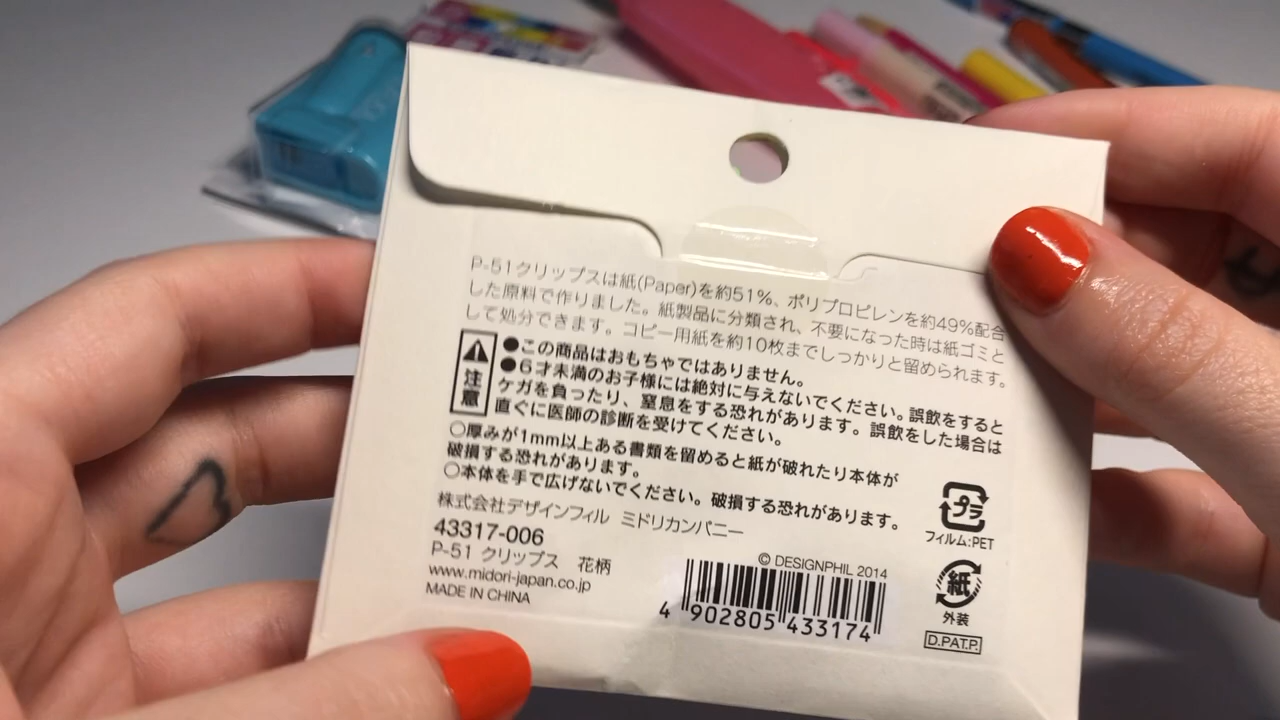 P-51クリップスは紙(Paper)を約51%、ポリプロピレンを約49%配合
した原料で作りました。紙製品に分類され、不要になった時は紙ゴミと
して処分できます。コピー用紙を約10枚までしっかりと留められます。
注意
●この商品はおもちゃではありません。
●6才未満のお子様には絶対に与えないでください。誤飲をすると
ケガを負ったり、窒息をする恐れがあります。誤飲をした場合は
直ぐに医師の診断を受けてください。
○厚みが1mm以上ある書類を留めると紙が破れたり本体が
破損する恐れがあります。
○本体を手で広げないでください。破損する恐れがあります。
株式会社デザインフィル ミドリカンパニー
43317-006
P-51 クリップス 花柄
www.midori-japan.co.jp
MADE IN CHINA
© DESIGNPHIL 2014
4 902805 433174
プラ
フィルム:PET
紙
外装
D.PAT.P.